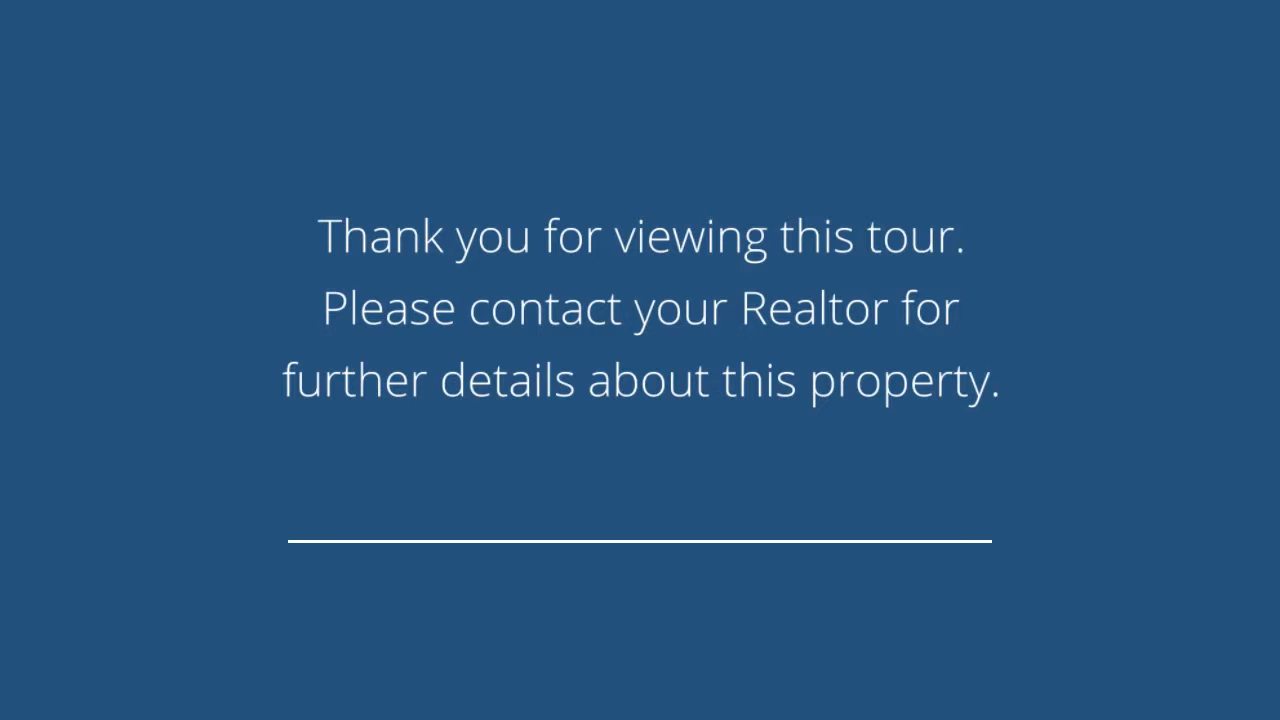 Thank you for viewing this tour.
Please contact your Realtor for
further details about this property.